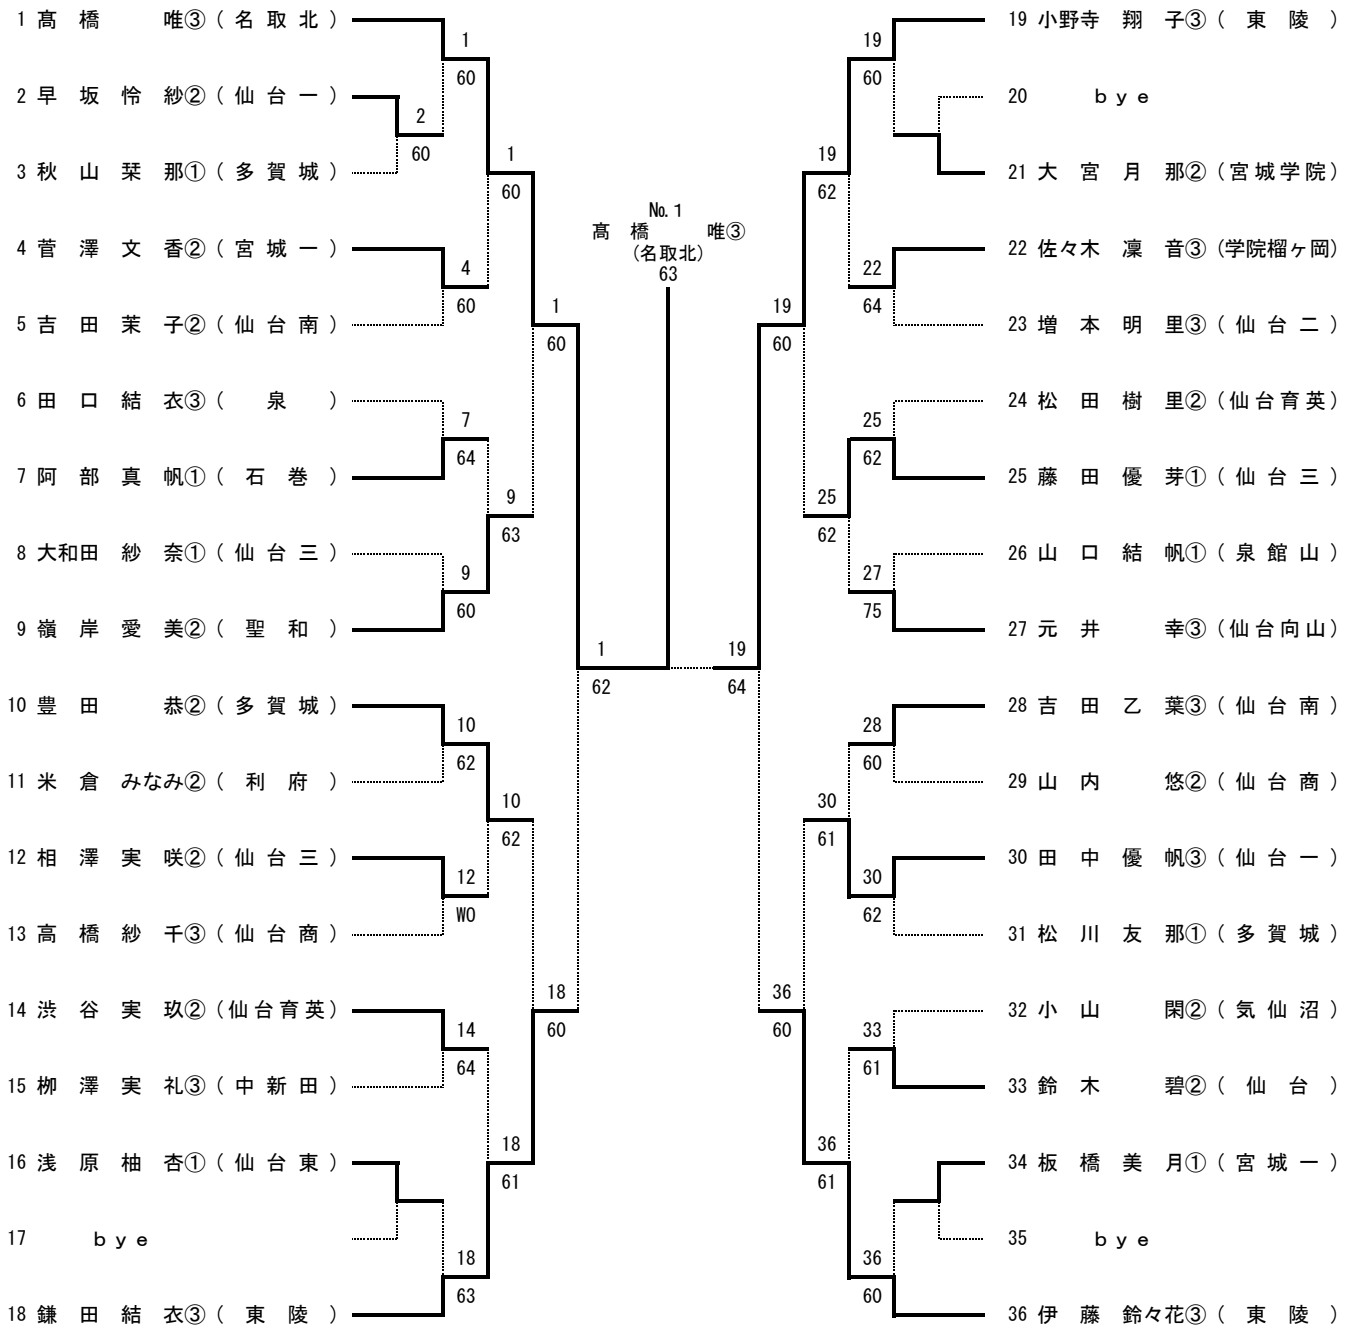 1 髙橋 唯③ (名取北)
2 早坂怜紗② (仙台一)
3 秋山栞那① (多賀城)
4 菅澤文香② (宮城一)
5 吉田茉子② (仙台南)
6 田口結衣③ (泉)
7 阿部真帆① (石巻)
8 大和田紗奈① (仙台三)
9 嶺岸愛美② (聖和)
10 豊田 恭② (多賀城)
11 米倉みなみ② (利府)
12 相澤実咲② (仙台三)
13 高橋紗千③ (仙台商)
14 渋谷実玖② (仙台育英)
15 栁澤実礼③ (中新田)
16 浅原柚杏① (仙台東)
17 bye
18 鎌田結衣③ (東陵)
2
60
1
60
4
60
7
64
9
60
10
62
12
WO
14
64
18
63
1
60
9
63
10
62
18
61
1
60
18
60
1
62
№1
髙橋 唯③
(名取北)
63
19
64
19
60
36
60
19
62
25
62
30
61
36
61
19
60
22
64
25
62
27
75
28
60
30
62
33
61
36
60
19 小野寺翔子③ (東陵)
20 bye
21 大宮月那② (宮城学院)
22 佐々木凜音③ (学院榴ヶ岡)
23 増本明里③ (仙台二)
24 松田樹里② (仙台育英)
25 藤田優芽① (仙台三)
26 山口結帆① (泉館山)
27 元井 幸③ (仙台向山)
28 吉田乙葉③ (仙台南)
29 山内 悠② (仙台商)
30 田中優帆③ (仙台一)
31 松川友那① (多賀城)
32 小山 閑② (気仙沼)
33 鈴木 碧② (仙台)
34 板橋美月① (宮城一)
35 bye
36 伊藤鈴々花③ (東陵)